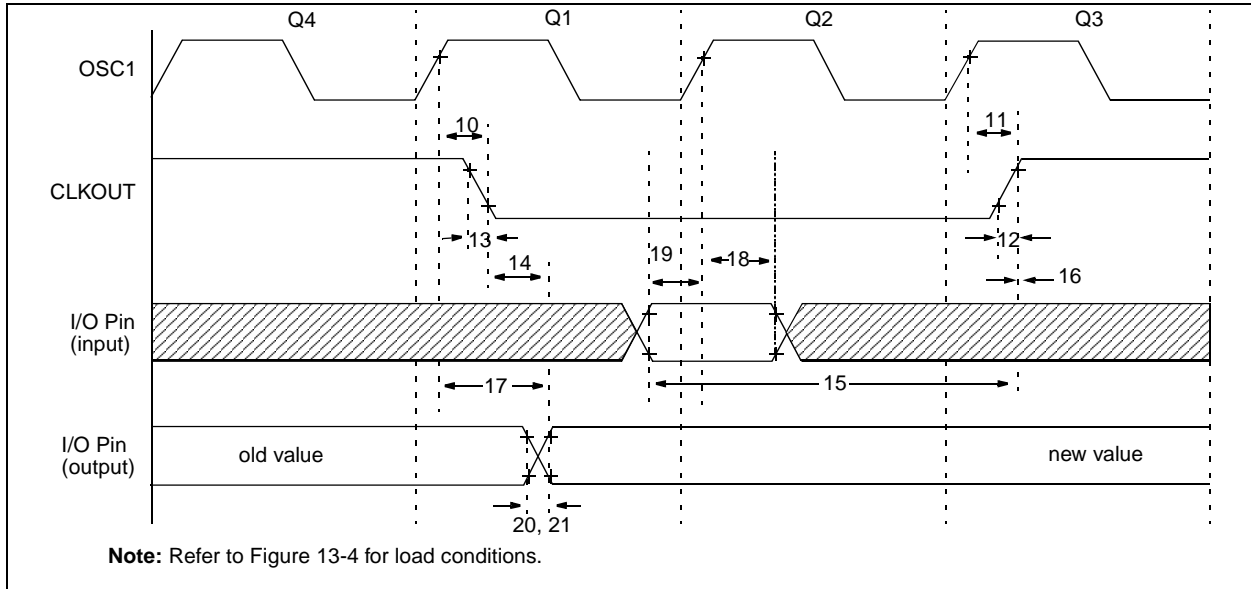 Q4 Q1 Q2 Q3
OSC1
10 11
CLKOUT
13 12
14 19 18 16
I/O Pin
(input)
17 15
I/O Pin
(output)
old value new value
20, 21
Note: Refer to Figure 13-4 for load conditions.